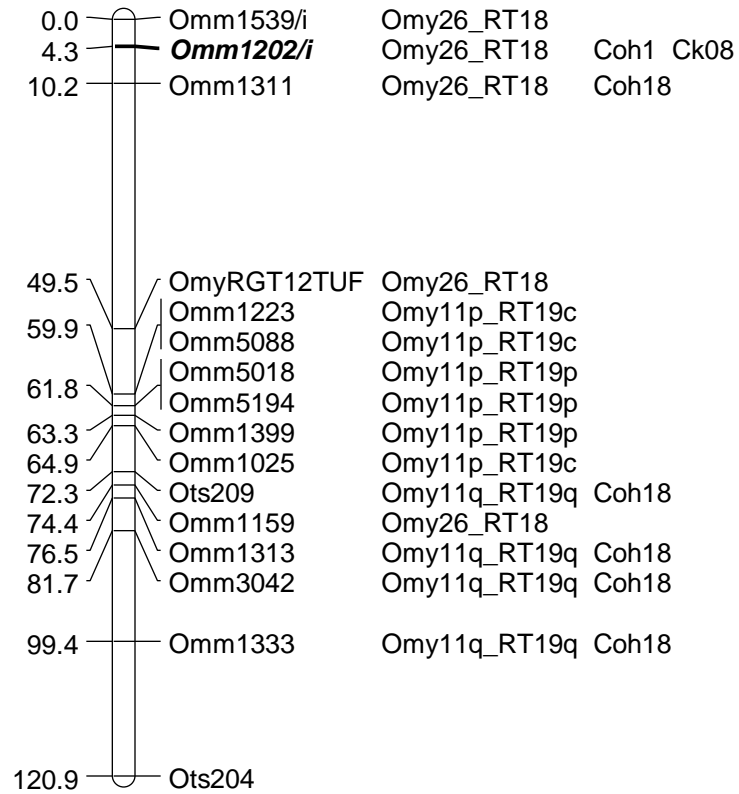 0.0 Omm1539/i Omy26_RT18
4.3 Omm1202/i Omy26_RT18 Coh1 Ck08
10.2 Omm1311 Omy26_RT18 Coh18
49.5 OmyRGT12TUF Omy26_RT18
59.9 Omm1223 Omy11p_RT19c
Omm5088 Omy11p_RT19c
61.8 Omm5018 Omy11p_RT19p
Omm5194 Omy11p_RT19p
63.3 Omm1399 Omy11p_RT19p
64.9 Omm1025 Omy11p_RT19c
72.3 Ots209 Omy11q_RT19q Coh18
74.4 Omm1159 Omy26_RT18
76.5 Omm1313 Omy11q_RT19q Coh18
81.7 Omm3042 Omy11q_RT19q Coh18
99.4 Omm1333 Omy11q_RT19q Coh18
120.9 Ots204